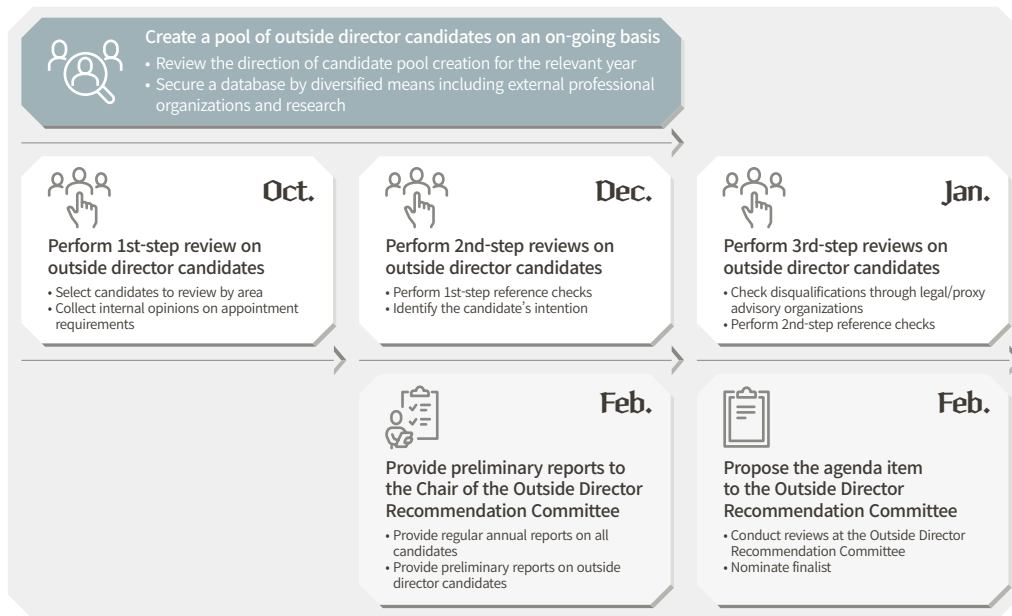 Create a pool of outside director candidates on an on-going basis
• Review the direction of candidate pool creation for the relevant year
• Secure a database by diversified means including external professional
organizations and research
Oct.
Perform 1st-step review on
outside director candidates
• Select candidates to review by area
• Collect internal opinions on appointment
requirements
Dec.
Perform 2nd-step reviews on
outside director candidates
• Perform 1st-step reference checks
• Identify the candidate's intention
Jan.
Perform 3rd-step reviews on
outside director candidates
• Check disqualifications through legal/proxy
advisory organizations
• Perform 2nd-step reference checks
Feb.
Provide preliminary reports to
the Chair of the Outside Director
Recommendation Committee
• Provide regular annual reports on all
candidates
• Provide preliminary reports on outside
director candidates
Feb.
Propose the agenda item
to the Outside Director
Recommendation Committee
• Conduct reviews at the Outside Director
Recommendation Committee
• Nominate finalist